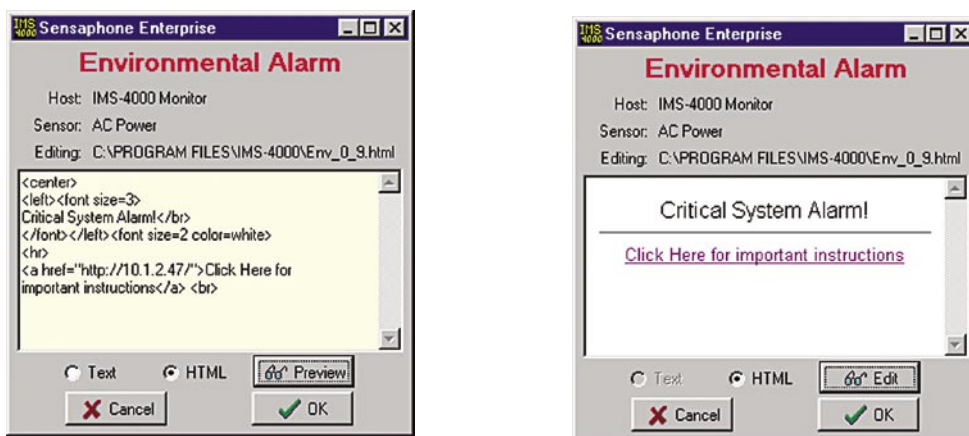 IMS 4000 Sensaphone Enterprise
Environmental Alarm
Host: IMS-4000 Monitor
Sensor: AC Power
Editing: C:\PROGRAM FILES\IMS-4000\Env_0_9.html
<center>
<left><font size=3>
Critical System Alarm!</br>
</font></left><font size=2 color=white>
<hr>
<a href="http://10.1.2.47/">Click Here for
important instructions</a> <br>
Text HTML Preview
Cancel OK
IMS 4000 Sensaphone Enterprise
Environmental Alarm
Host: IMS-4000 Monitor
Sensor: AC Power
Editing: C:\PROGRAM FILES\IMS-4000\Env_0_9.html
Critical System Alarm!
Click Here for important instructions
Text HTML Edit
Cancel OK